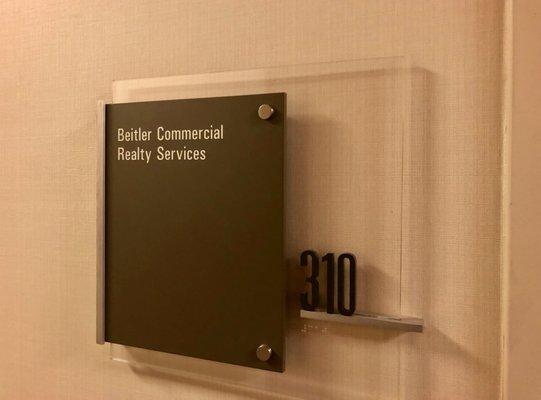 Beitler Commercial
Realty Services
310